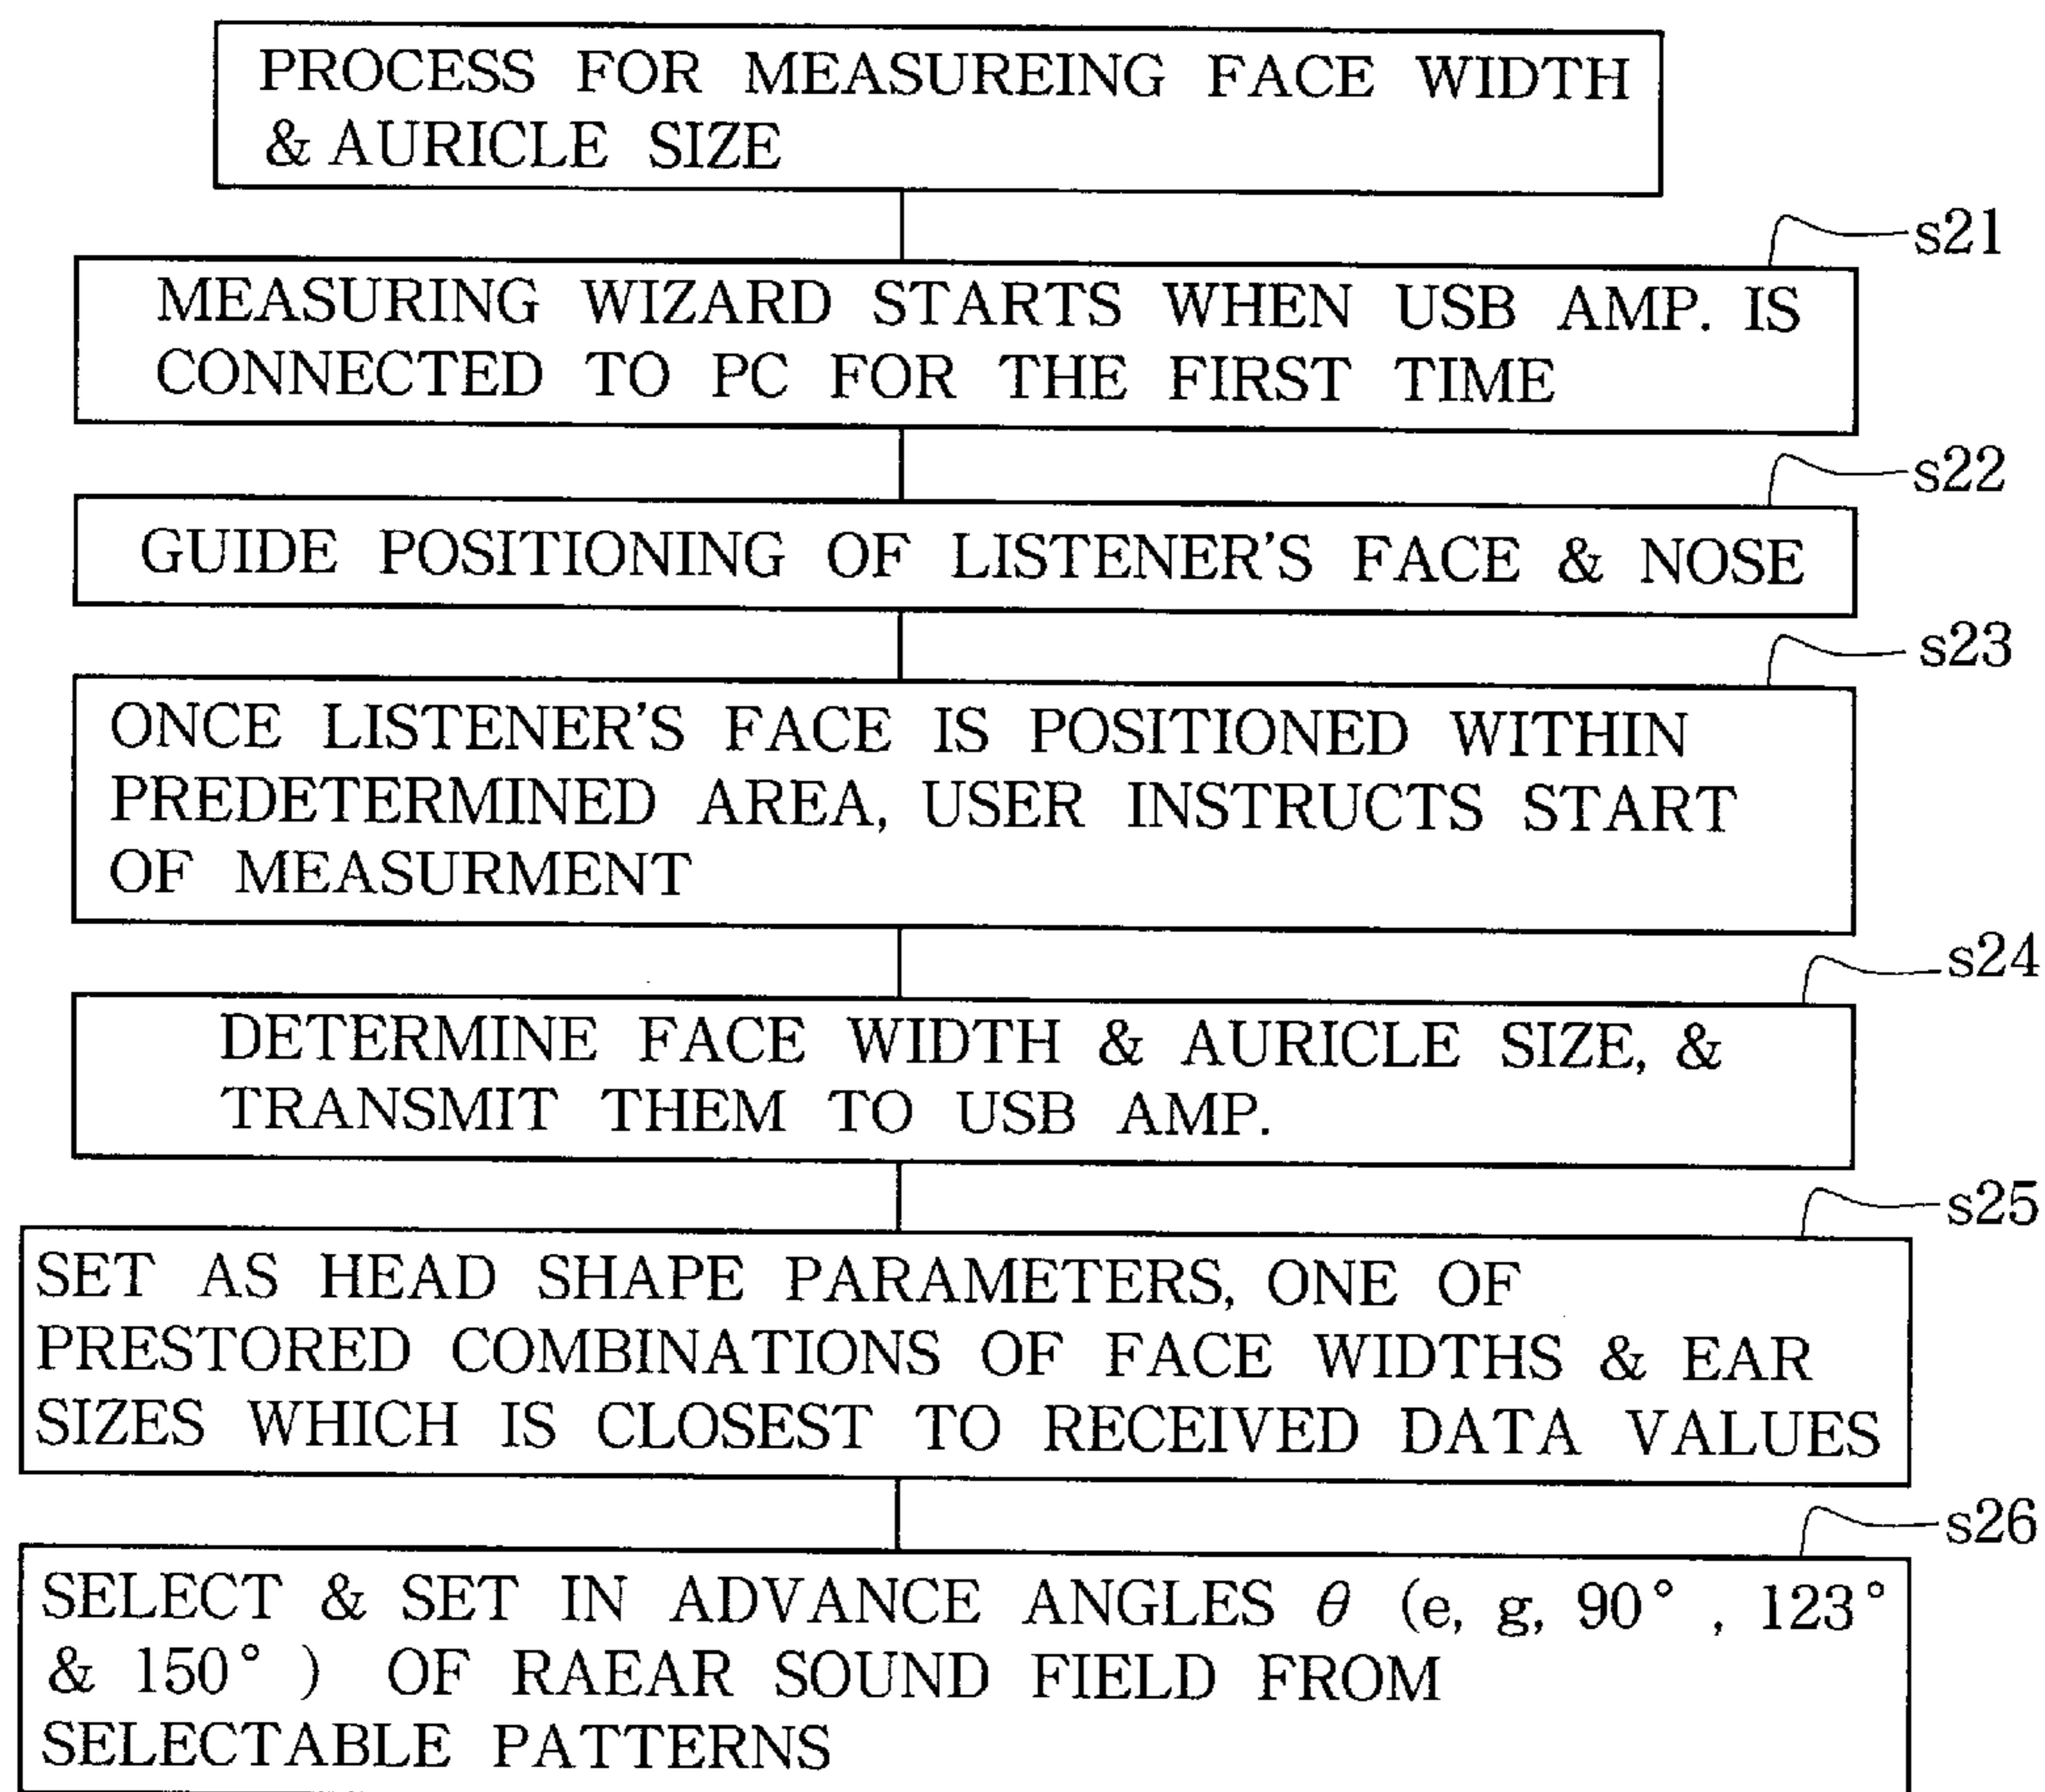 PROCESS FOR MEASUREING FACE WIDTH
& AURICLE SIZE
s21
MEASURING WIZARD STARTS WHEN USB AMP. IS
CONNECTED TO PC FOR THE FIRST TIME
s22
GUIDE POSITIONING OF LISTENER'S FACE & NOSE
s23
ONCE LISTENER'S FACE IS POSITIONED WITHIN
PREDETERMINED AREA, USER INSTRUCTS START
OF MEASURMENT
s24
DETERMINE FACE WIDTH & AURICLE SIZE, &
TRANSMIT THEM TO USB AMP.
s25
SET AS HEAD SHAPE PARAMETERS, ONE OF
PRESTORED COMBINATIONS OF FACE WIDTHS & EAR
SIZES WHICH IS CLOSEST TO RECEIVED DATA VALUES
s26
SELECT & SET IN ADVANCE ANGLES θ (e, g, 90° , 123°
& 150° ) OF RAEAR SOUND FIELD FROM
SELECTABLE PATTERNS